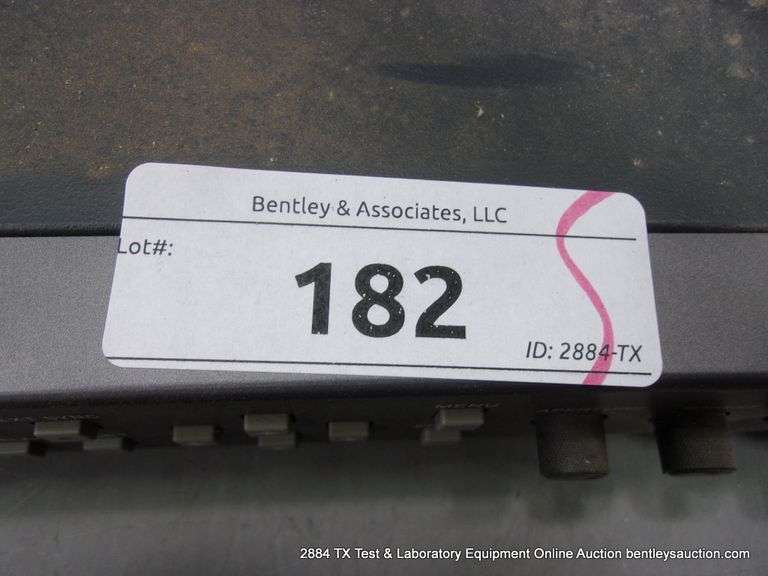 Bentley & Associates, LLC
Lot#:
182
ID: 2884-TX
2884 TX Test & Laboratory Equipment Online Auction bentleysauction.com